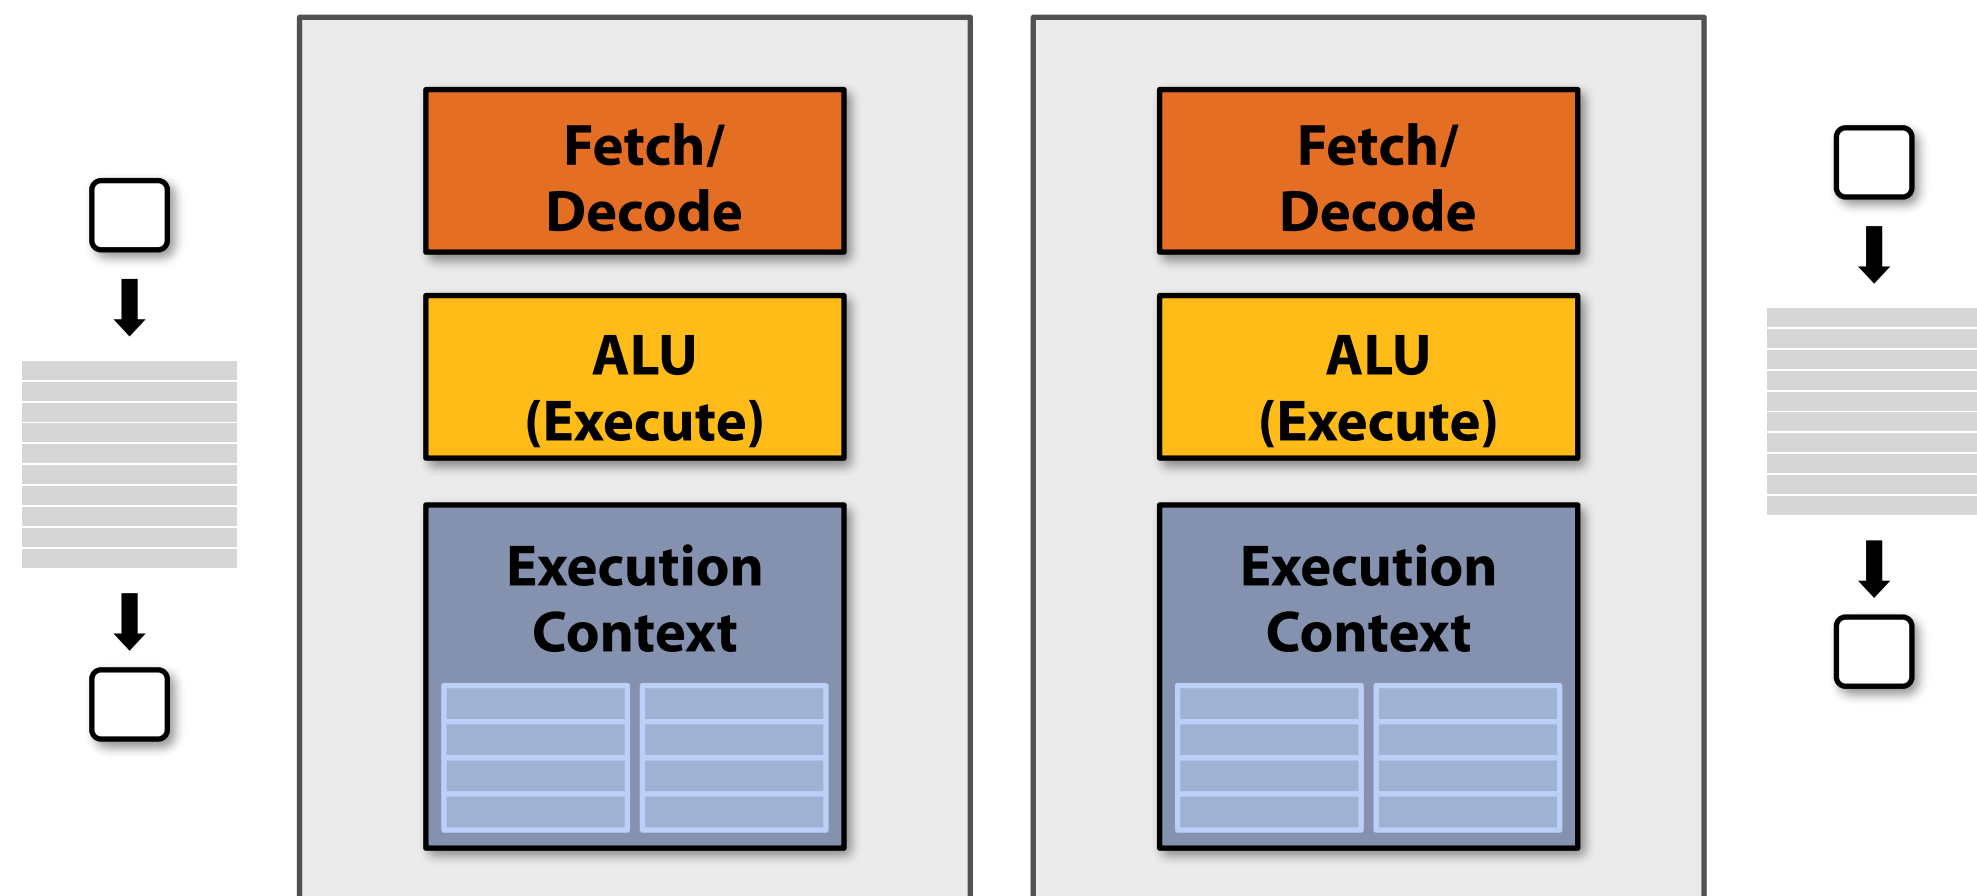 Fetch/
Decode
ALU
(Execute)
Execution
Context
Fetch/
Decode
ALU
(Execute)
Execution
Context